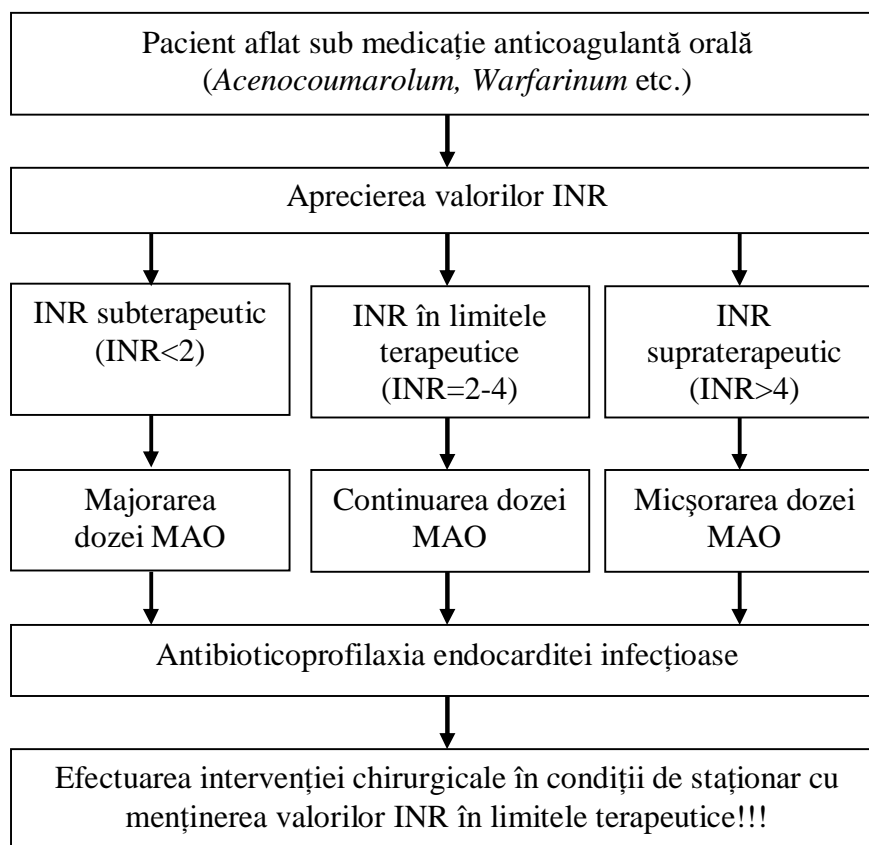 Pacient aflat sub medicație anticoagulantă orală
(Acenocoumarolum, Warfarinum etc.)
Aprecierea valorilor INR
INR subterapeutic
(INR<2)
INR în limitele
terapeutice
(INR=2-4)
INR
supraterapeutic
(INR>4)
Majorarea
dozei MAO
Continuarea dozei
MAO
Micşorarea dozei
MAO
Antibioticoprofilaxia endocarditei infecțioase
Efectuarea intervenției chirurgicale în condiții de staționar cu
menținerea valorilor INR în limitele terapeutice!!!